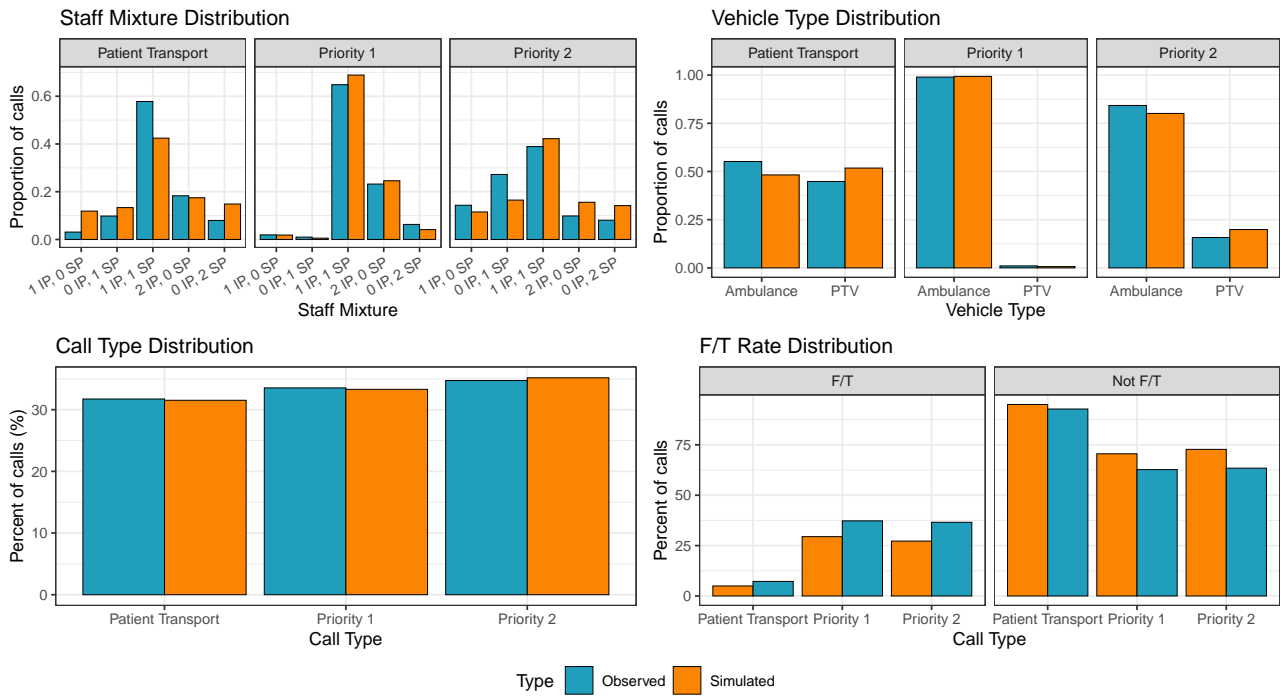 Staff Mixture Distribution
Patient Transport
Priority 1
Priority 2
Proportion of calls
0.6
0.4
0.2
0.0
1 IP, 0 SP
0 IP, 1 SP
1 IP, 1 SP
2 IP, 0 SP
0 IP, 2 SP
1 IP, 0 SP
0 IP, 1 SP
1 IP, 1 SP
2 IP, 0 SP
0 IP, 2 SP
1 IP, 0 SP
0 IP, 1 SP
1 IP, 1 SP
2 IP, 0 SP
0 IP, 2 SP
Staff Mixture
Vehicle Type Distribution
Patient Transport
Priority 1
Priority 2
Proportion of calls
1.00
0.75
0.50
0.25
0.00
Ambulance
PTV
Ambulance
PTV
Ambulance
PTV
Vehicle Type
Call Type Distribution
Percent of calls (%)
30
20
10
0
Patient Transport
Priority 1
Priority 2
Call Type
F/T Rate Distribution
F/T
Not F/T
Percent of calls
75
50
25
0
Patient Transport
Priority 1
Priority 2
Patient Transport
Priority 1
Priority 2
Call Type
Type
Observed
Simulated